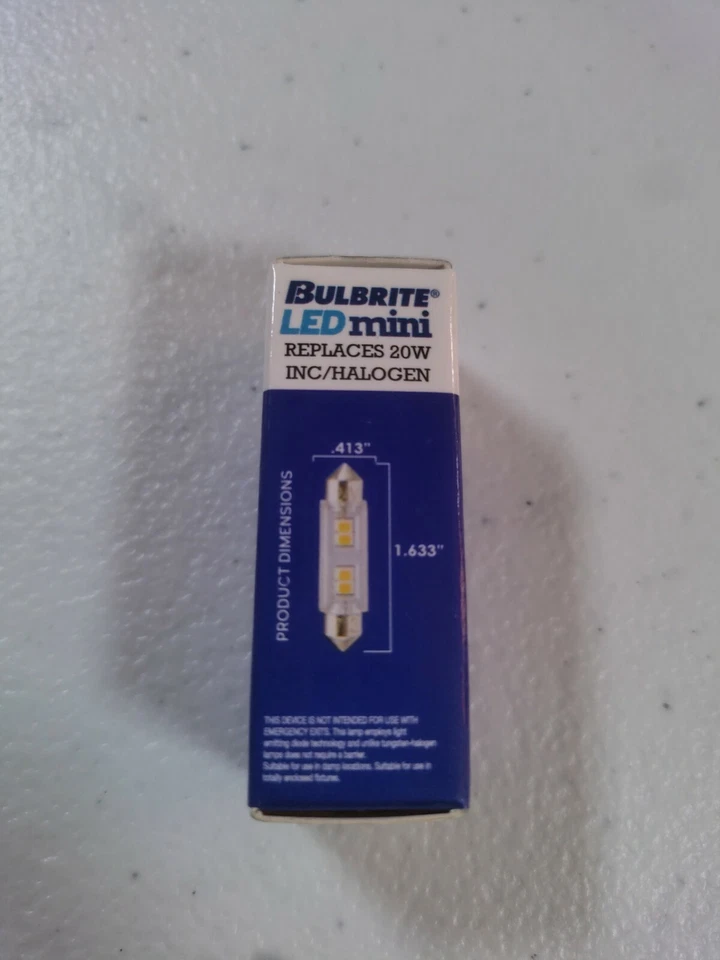 BULBRITE®
LED mini
REPLACES 20W
INC/HALOGEN
.413"
PRODUCT DIMENSIONS
1.633"
THIS DEVICE IS NOT INTENDED FOR USE WITH
EMERGENCY EXITS. This lamp employs light
emitting diode technology and unlike tungsten-halogen
lamps does not require a barrier.
Suitable for use in damp locations. Suitable for use in
totally enclosed fixtures.